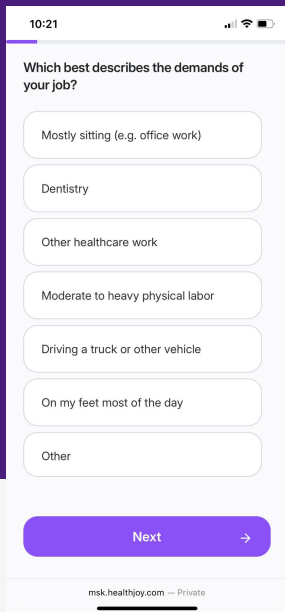 10:21
Which best describes the demands of
your job?
Mostly sitting (e.g. office work)
Dentistry
Other healthcare work
Moderate to heavy physical labor
Driving a truck or other vehicle
On my feet most of the day
Other
Next →
msk.healthjoy.com — Private